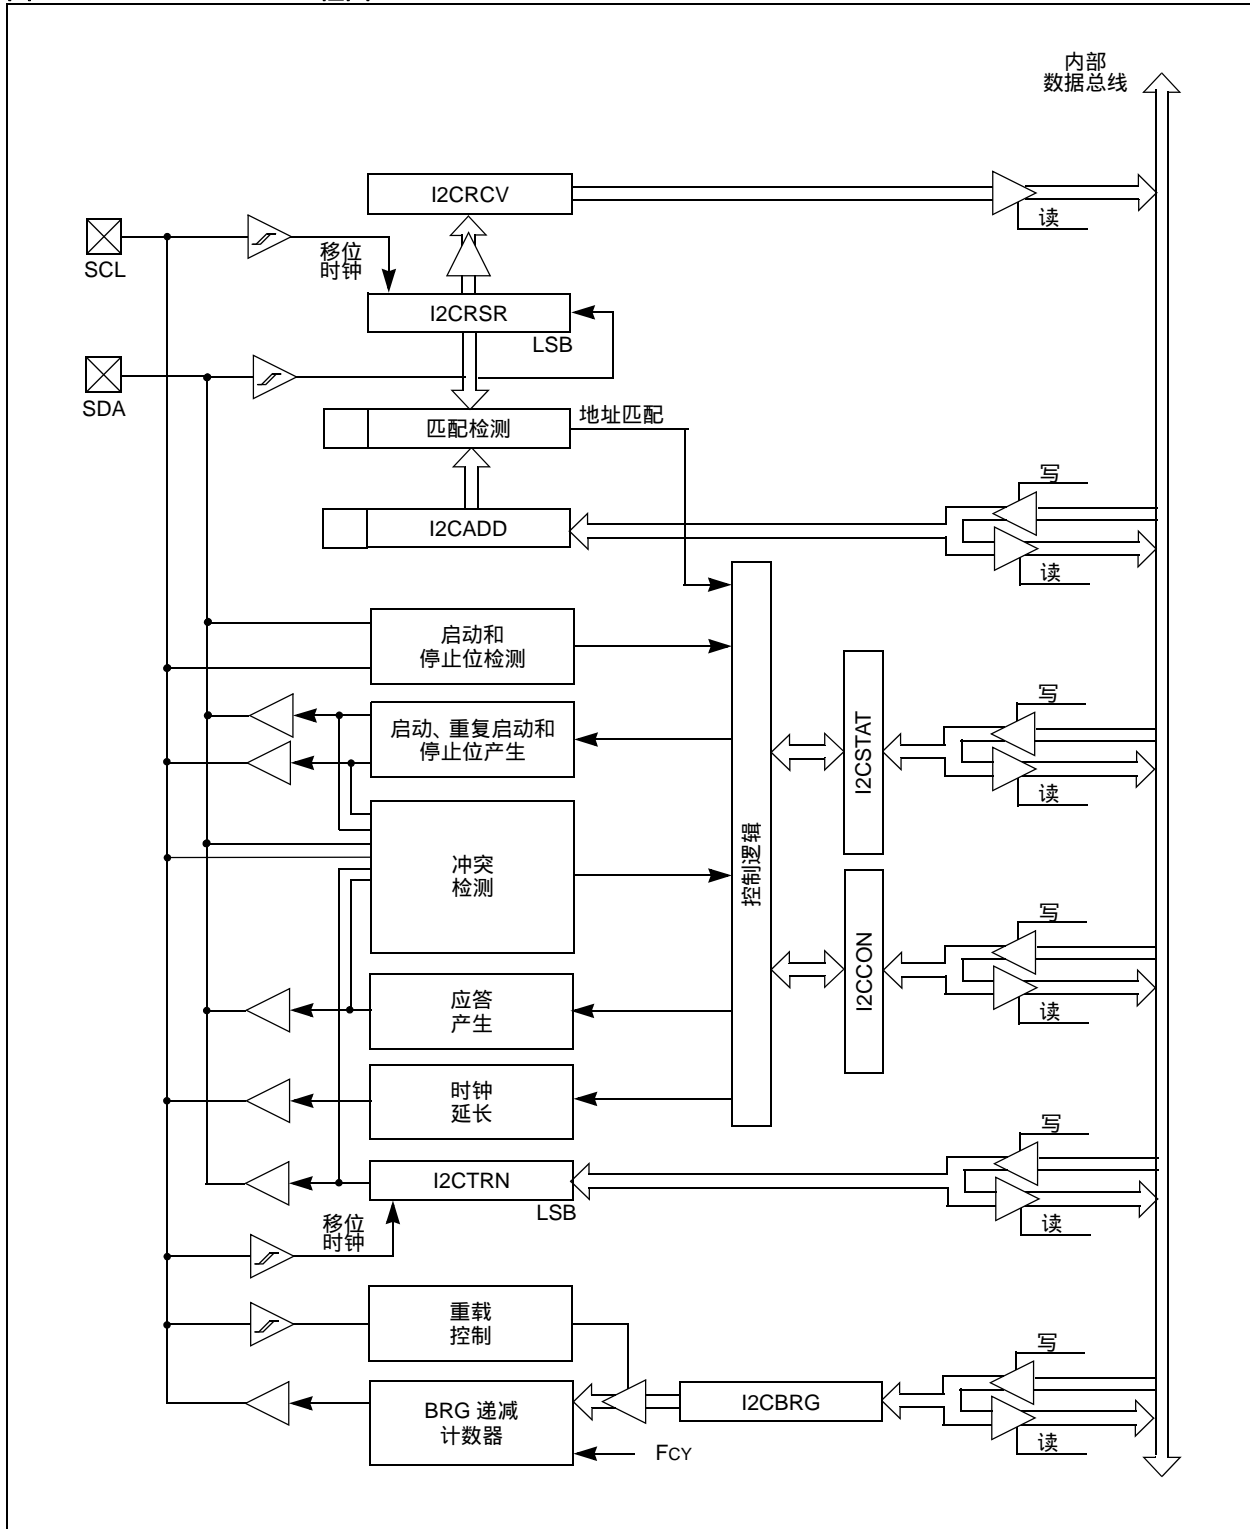 内部
数据总线
I2CRCV
读
SCL
移位
时钟
I2CRSR
LSB
SDA
地址匹配
匹配检测
写
I2CADD
读
启动和
停止位检测
启动、重复启动和
停止位产生
写
I2CSTAT
读
控制逻辑
冲突
检测
写
I2CCON
读
应答
产生
时钟
延长
写
I2CTRN
LSB
读
移位
时钟
重载
控制
写
I2CBRG
BRG 递减
计数器
读
FCY